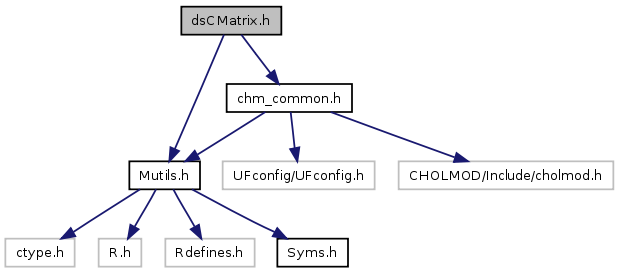 dsCMatrix.h
chm_common.h
Mutils.h
UFconfig/UFconfig.h
CHOLMOD/Include/cholmod.h
ctype.h
R.h
Rdefines.h
Syms.h